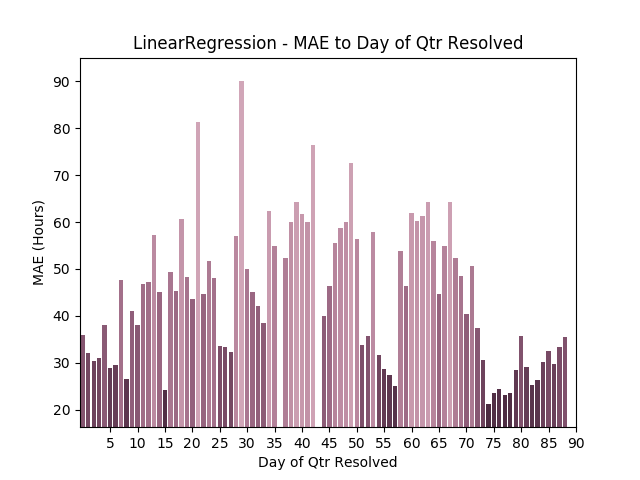 LinearRegression - MAE to Day of Qtr Resolved
90
80
70
60
50
40
30
20
MAE (Hours)
5 10 15 20 25 30 35 40 45 50 55 60 65 70 75 80 85 90
Day of Qtr Resolved